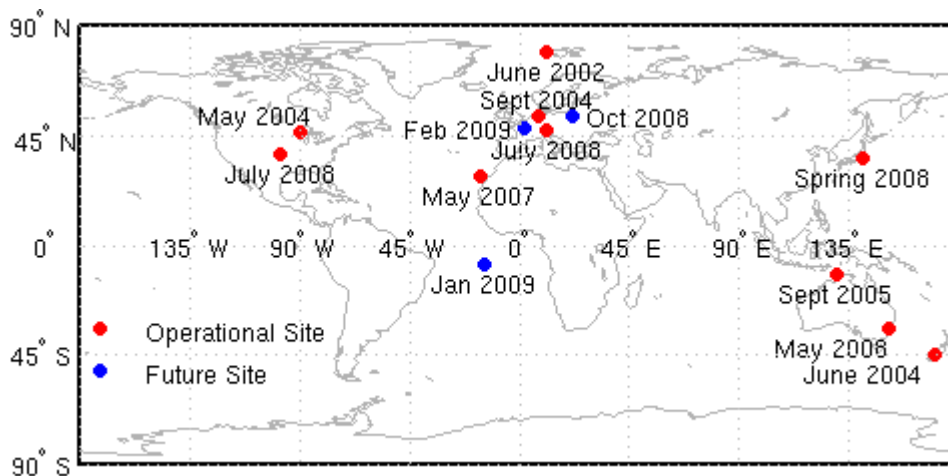 90° N
June 2002
Sept 2004
May 2004
Feb 2009
Oct 2008
45° N
July 2008
July 2008
Spring 2008
May 2007
0°
135° W
90° W
45° W
0°
45° E
90° E
135° E
Jan 2009
Sept 2005
Operational Site
May 2006
45° S
Future Site
June 2004
90° S